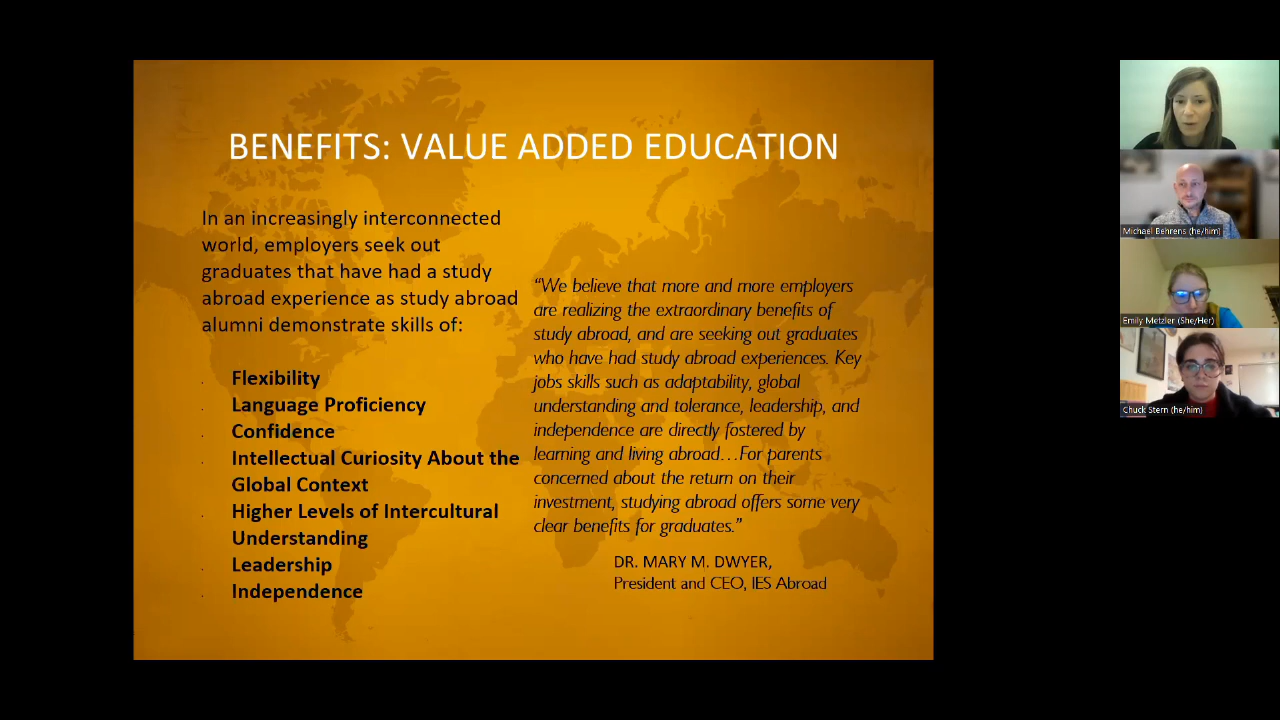 BENEFITS: VALUE ADDED EDUCATION
In an increasingly interconnected
world, employers seek out
graduates that have had a study
abroad experience as study abroad
alumni demonstrate skills of:
Flexibility
Language Proficiency
Confidence
Intellectual Curiosity About the
Global Context
Higher Levels of Intercultural
Understanding
Leadership
Independence
“We believe that more and more employers
are realizing the extraordinary benefits of
study abroad, and are seeking out graduates
who have had study abroad experiences. Key
jobs skills such as adaptability, global
understanding and tolerance, leadership, and
independence are directly fostered by
learning and living abroad…For parents
concerned about the return on their
investment, studying abroad offers some very
clear benefits for graduates.”
DR. MARY M. DWYER,
President and CEO, IES Abroad
Michael Behrens (he/him)
Emily Metzler (She/Her)
Chuck Stern (he/him)